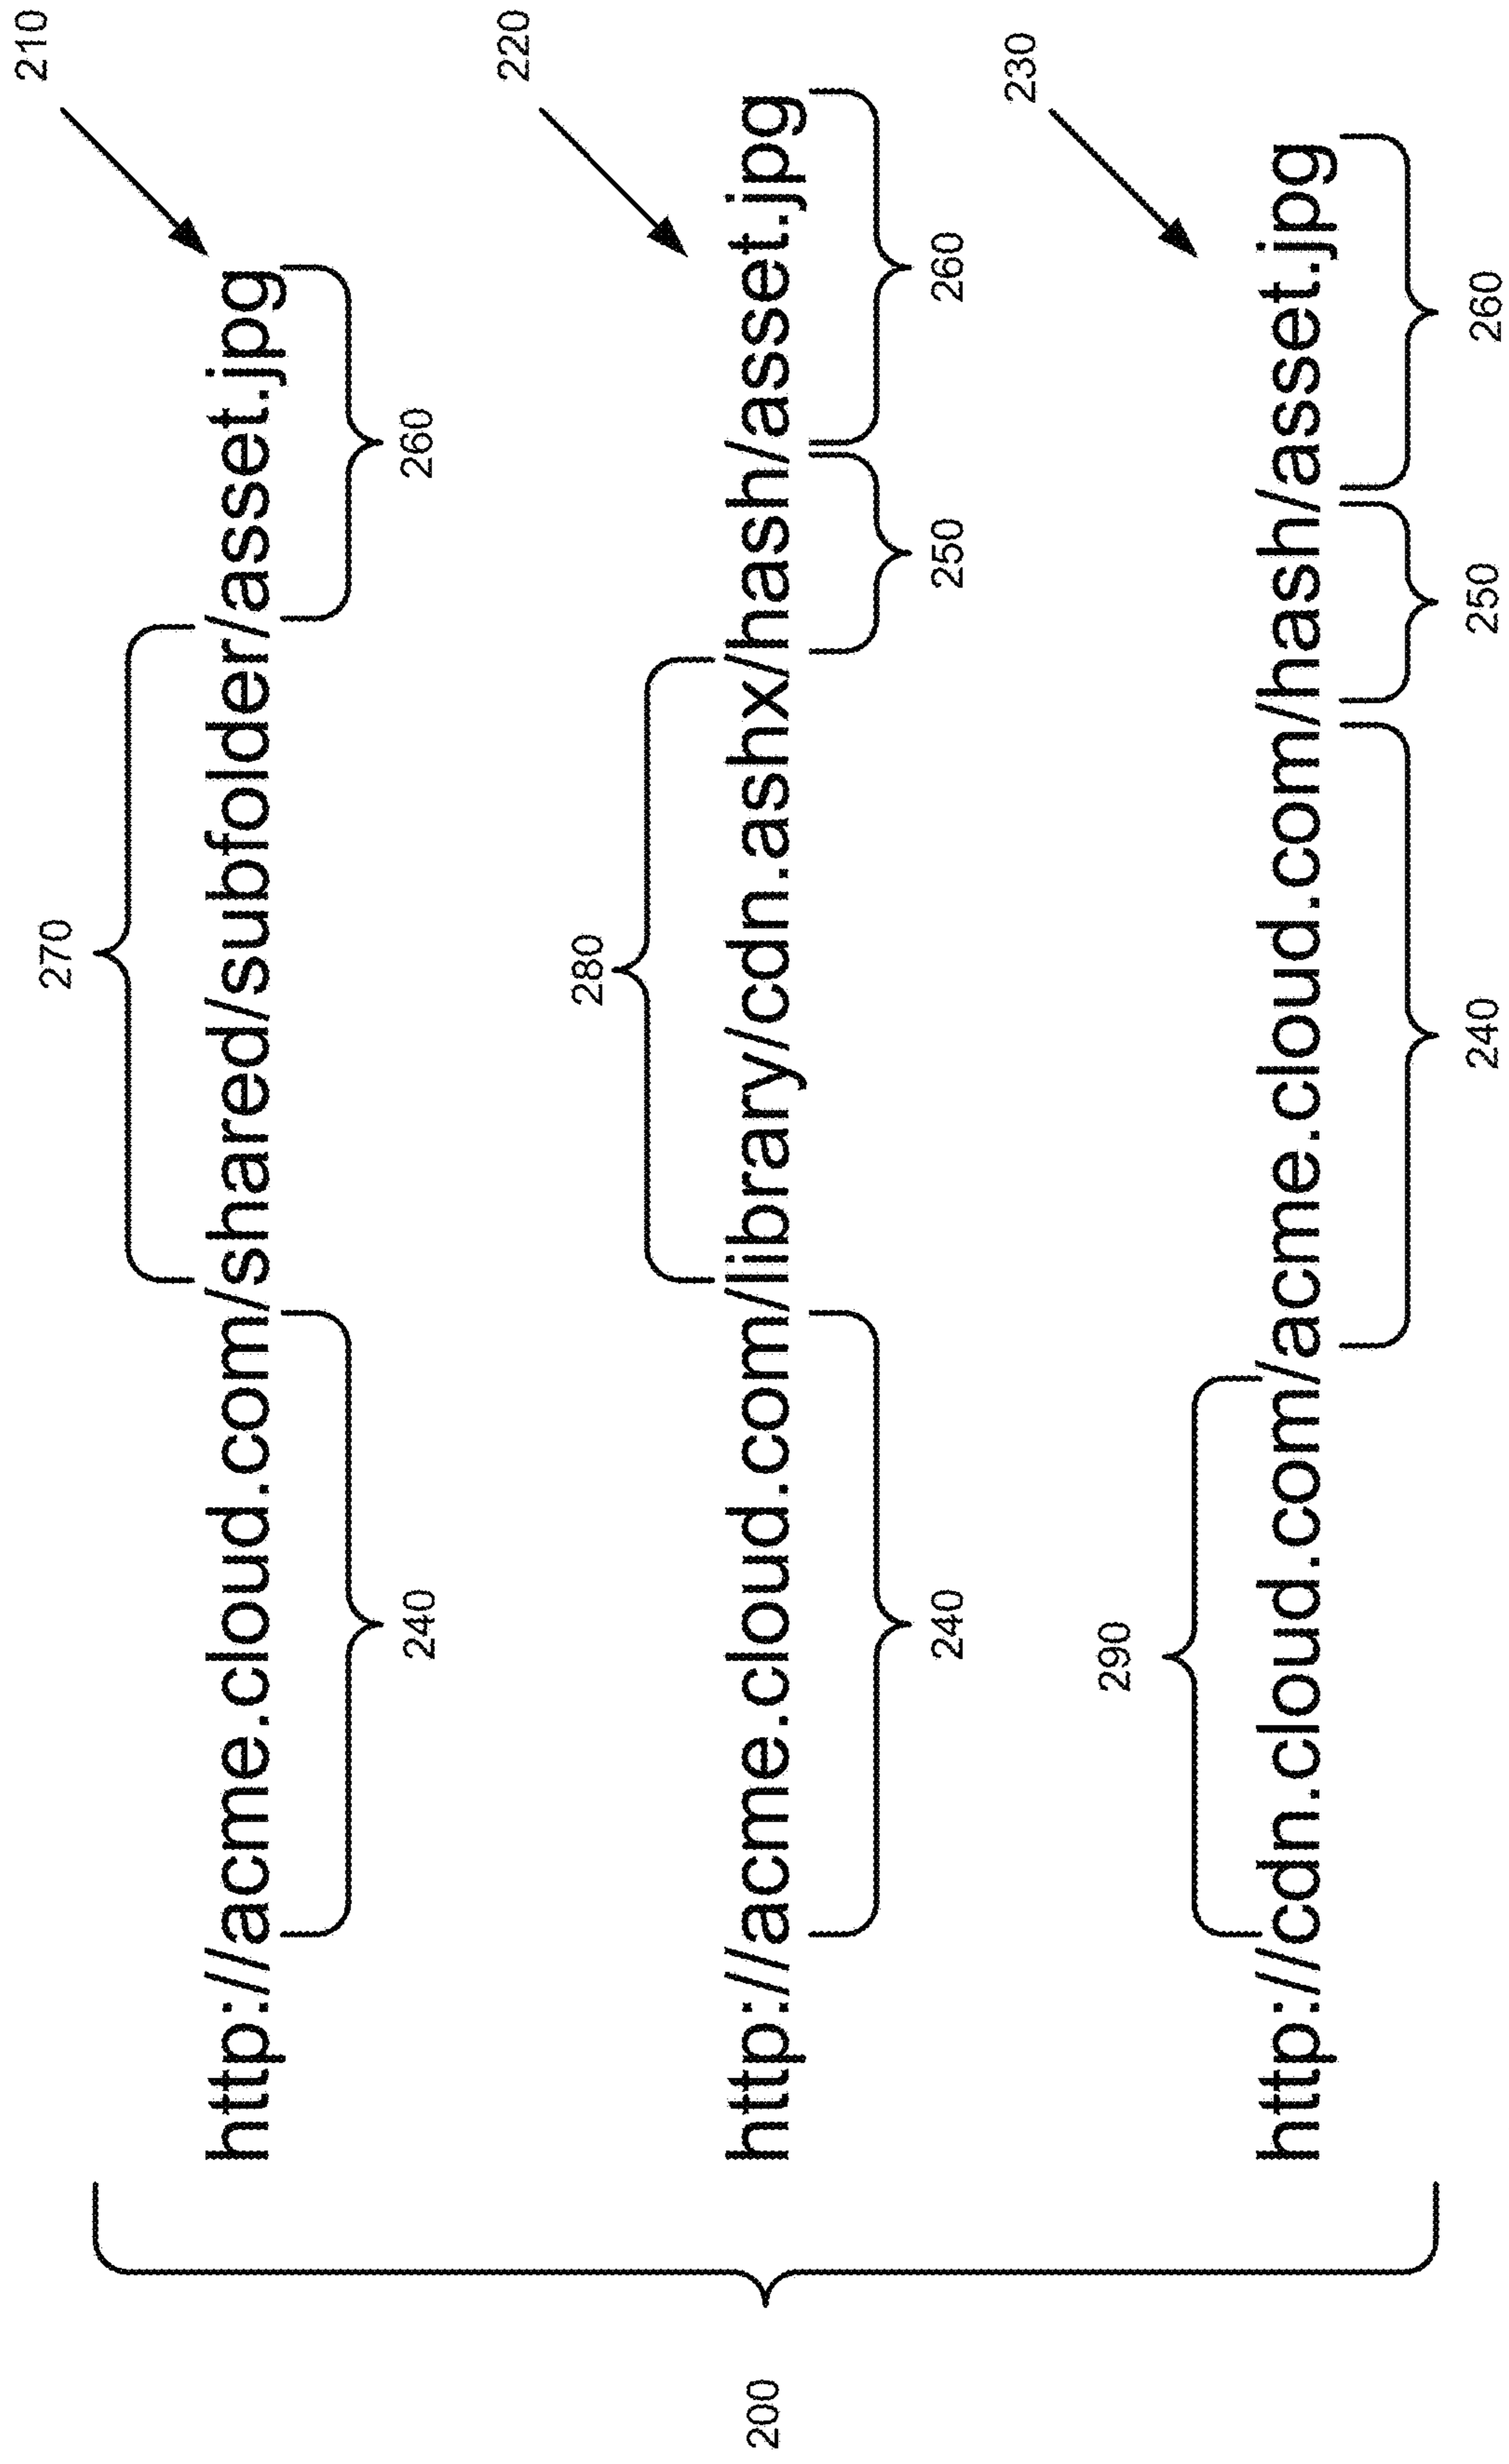 210
270
http://acme.cloud.com/shared/subfolder/asset.jpg
240 260
220
280
http://acme.cloud.com/library/cdn.ashx/hash/asset.jpg
240 250 260
200
230
290
http://cdn.cloud.com/acme.cloud.com/hash/asset.jpg
240 250 260